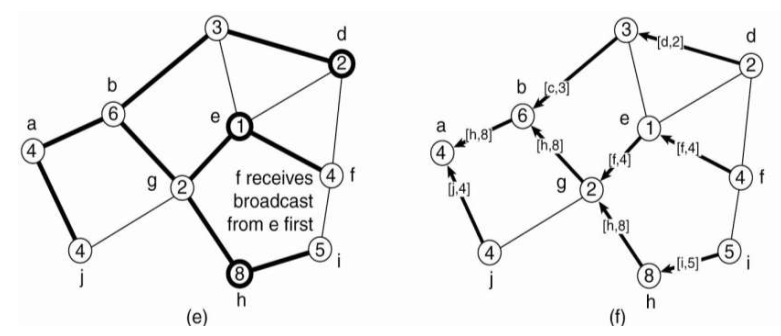 3
d
2
b
6
a
4
e
1
g
2
f receives
broadcast
from e first
4
f
5
i
4
j
8
h
(e)
3
d
2
[d,2]
[c,3]
b
6
a
4
[h,8]
[h,8]
e
1
[f,4]
[f,4]
4
f
[j,4]
g
2
[h,8]
4
j
5
i
[i,5]
8
h
(f)